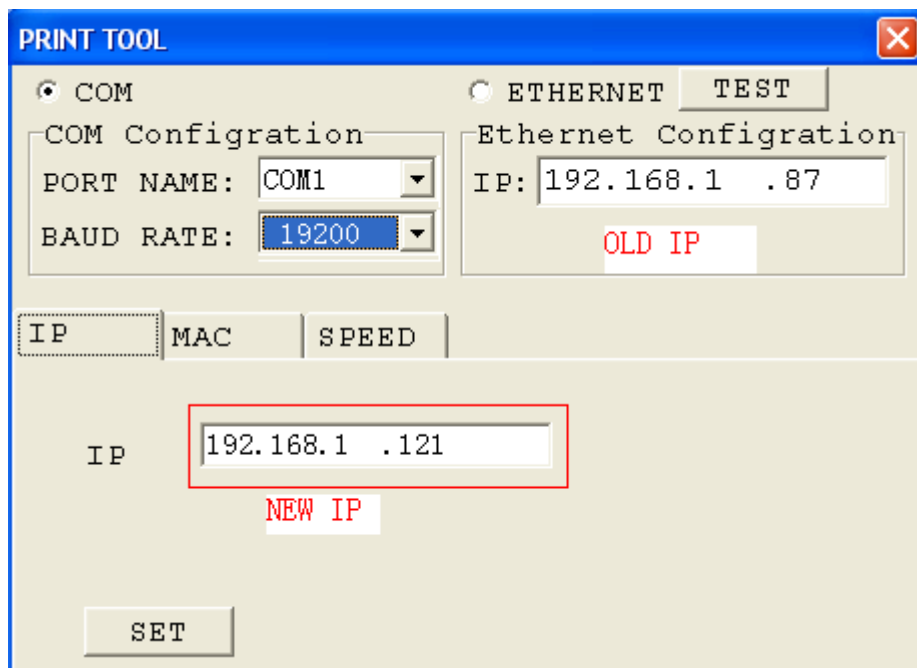 PRINT TOOL
COM
ETHERNET
TEST
COM Configration
PORT NAME:
COM1
BAUD RATE:
19200
Ethernet Configration
IP:
192.168.1 .87
OLD IP
IP
MAC
SPEED
IP
192.168.1 .121
NEW IP
SET